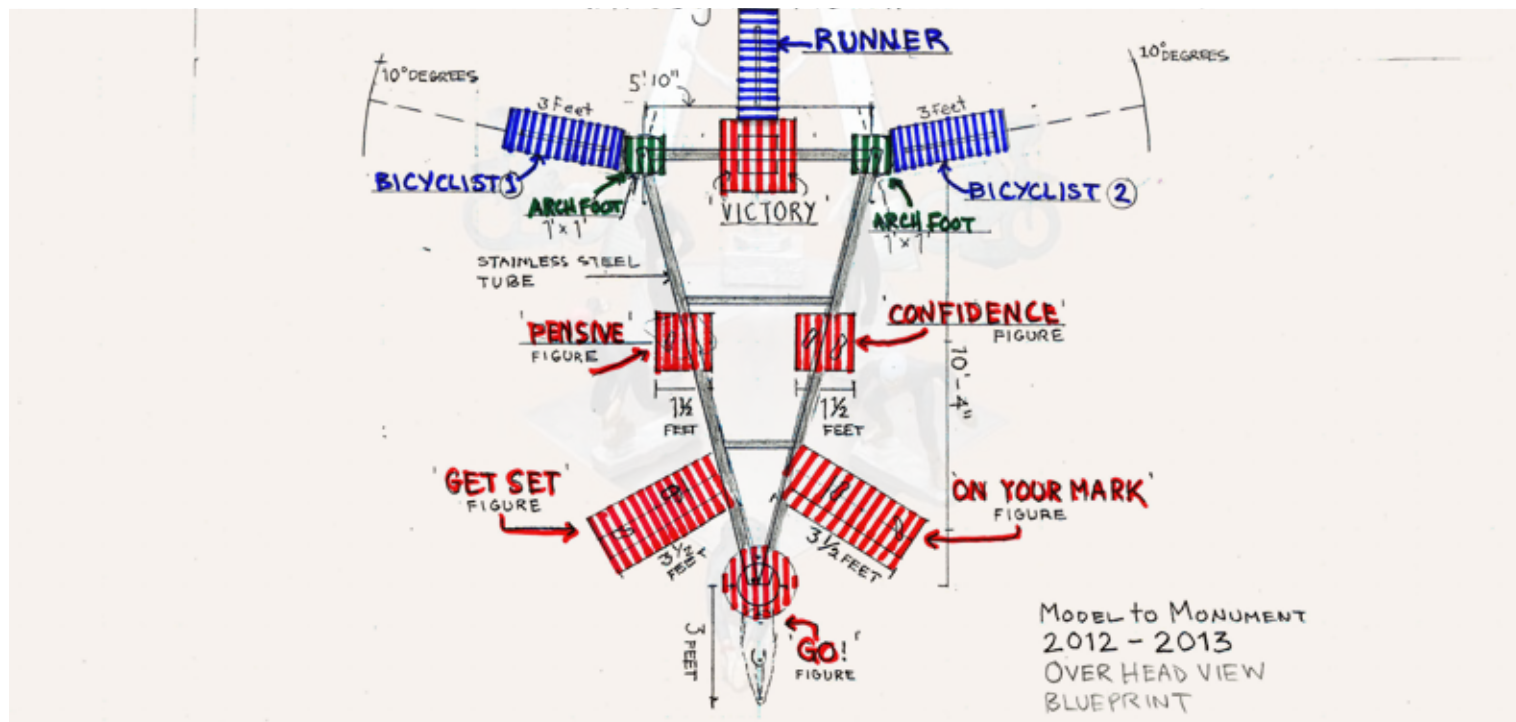 RUNNER
10° DEGREES
10° DEGREES
5' 10"
3 Feet
3 Feet
BICYCLIST 1
BICYCLIST 2
ARCH FOOT
1' x 1'
'VICTORY'
ARCH FOOT
1' x 1'
STAINLESS STEEL
TUBE
'PENSIVE'
FIGURE
'CONFIDENCE'
FIGURE
10'-4"
1½
FEET
1½
FEET
'GET SET'
FIGURE
'ON YOUR MARK'
FIGURE
3½
FEET
3½ FEET
3 FEET
3'
'GO!'
FIGURE
MODEL to MONUMENT
2012 - 2013
OVER HEAD VIEW
BLUEPRINT